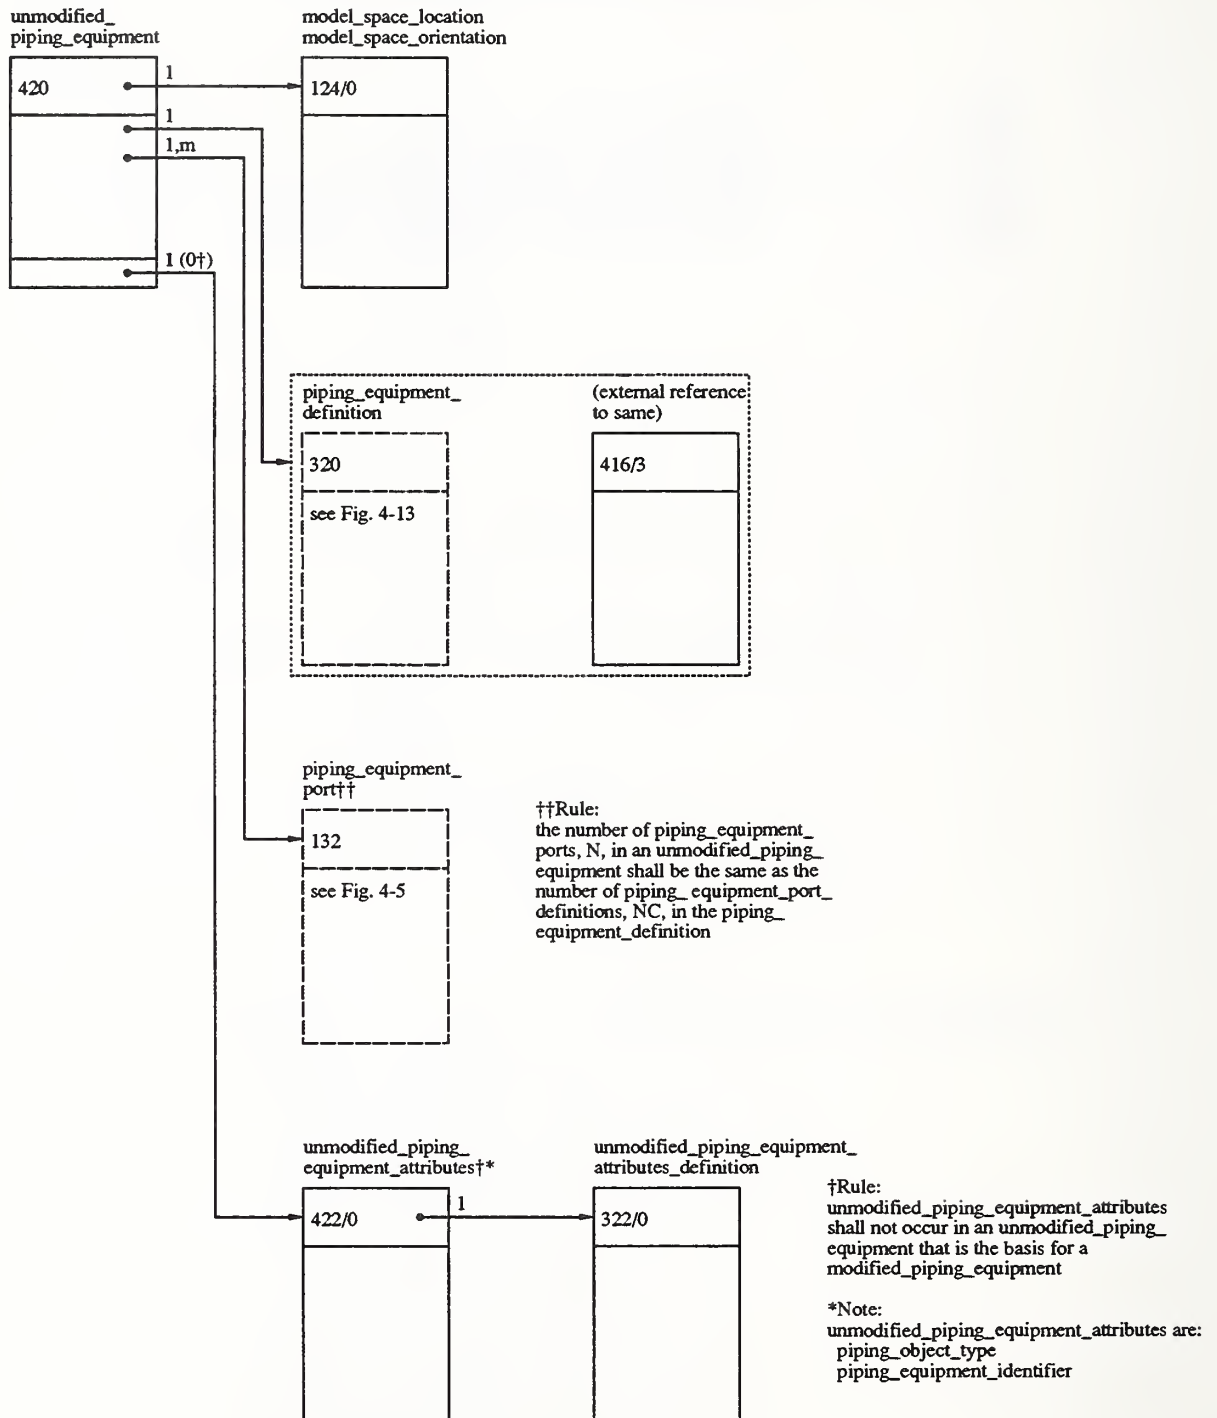 unmodified_
piping_equipment
model_space_location
model_space_orientation
420
1
124/0
1
1,m
1 (0†)
piping_equipment_
definition
(external reference
to same)
320
416/3
see Fig. 4-13
piping_equipment_
port††
132
see Fig. 4-5
††Rule:
the number of piping_equipment_
ports, N, in an unmodified_piping_
equipment shall be the same as the
number of piping_ equipment_port_
definitions, NC, in the piping_
equipment_definition
unmodified_piping_
equipment_attributes†*
unmodified_piping_equipment_
attributes_definition
422/0
1
322/0
†Rule:
unmodified_piping_equipment_attributes
shall not occur in an unmodified_piping_
equipment that is the basis for a
modified_piping_equipment
*Note:
unmodified_piping_equipment_attributes are:
piping_object_type
piping_equipment_identifier